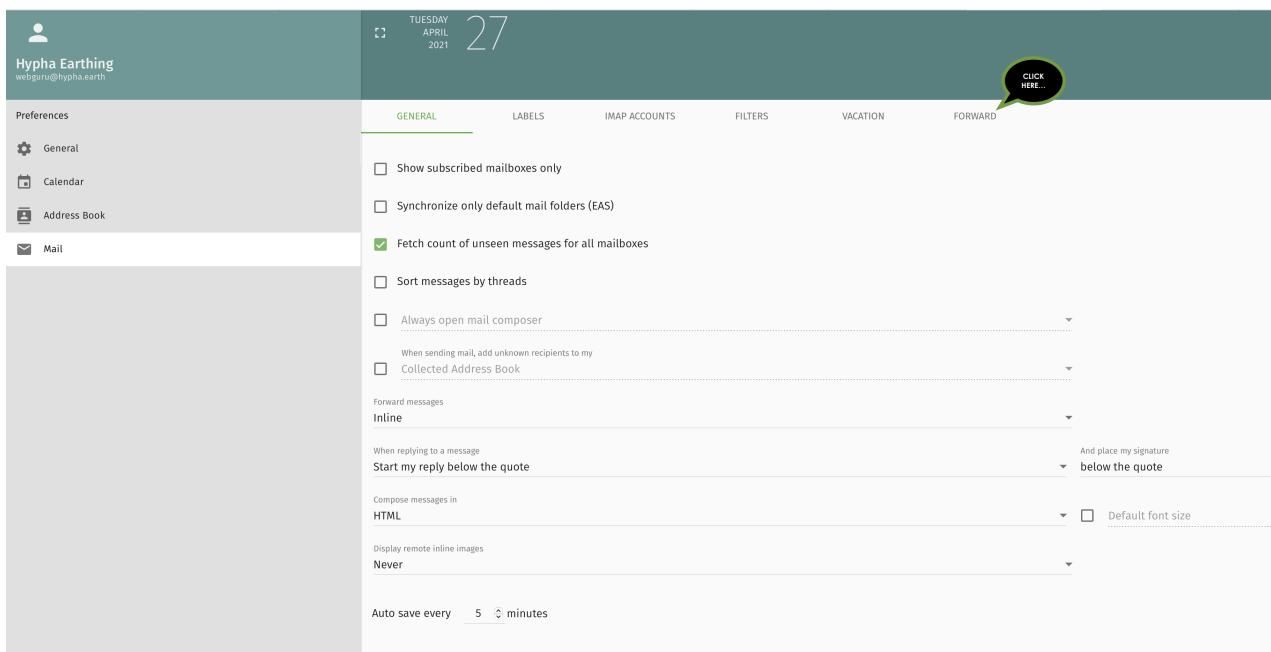 Hypha Earthing
webguru@hypha.earth
TUESDAY
APRIL
2021
27
CLICK
HERE...
Preferences
General
Calendar
Address Book
Mail
GENERAL
LABELS
IMAP ACCOUNTS
FILTERS
VACATION
FORWARD
Show subscribed mailboxes only
Synchronize only default mail folders (EAS)
Fetch count of unseen messages for all mailboxes
Sort messages by threads
Always open mail composer
When sending mail, add unknown recipients to my
Collected Address Book
Forward messages
Inline
When replying to a message
Start my reply below the quote
And place my signature
below the quote
Compose messages in
HTML
Default font size
Display remote inline images
Never
Auto save every 5 minutes